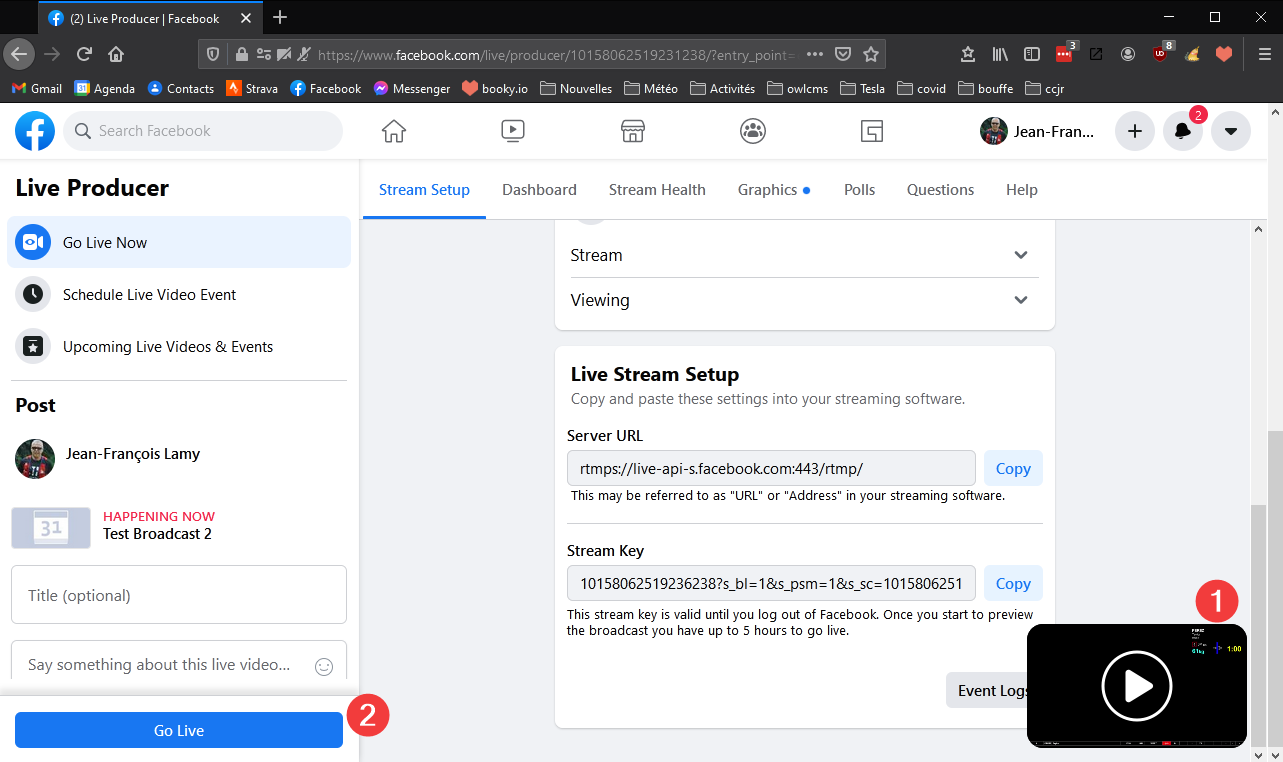 (2) Live Producer | Facebook
https://www.facebook.com/live/producer/10158062519231238/?entry_point=
3
8
Gmail
Agenda
Contacts
Strava
Facebook
Messenger
booky.io
Nouvelles
Météo
Activités
owlcms
Tesla
covid
bouffe
ccjr
Search Facebook
Jean-Fran...
2
Live Producer
Stream Setup
Dashboard
Stream Health
Graphics
Polls
Questions
Help
Go Live Now
Schedule Live Video Event
Upcoming Live Videos & Events
Post
Jean-François Lamy
31
HAPPENING NOW
Test Broadcast 2
Title (optional)
Say something about this live video...
Go Live
2
Stream
Viewing
Live Stream Setup
Copy and paste these settings into your streaming software.
Server URL
rtmps://live-api-s.facebook.com:443/rtmp/
Copy
This may be referred to as "URL" or "Address" in your streaming software.
Stream Key
10158062519236238?s_bl=1&s_psm=1&s_sc=1015806251
Copy
This stream key is valid until you log out of Facebook. Once you start to preview
the broadcast you have up to 5 hours to go live.
Event Logs
1
PEREZ
61kg
1:00